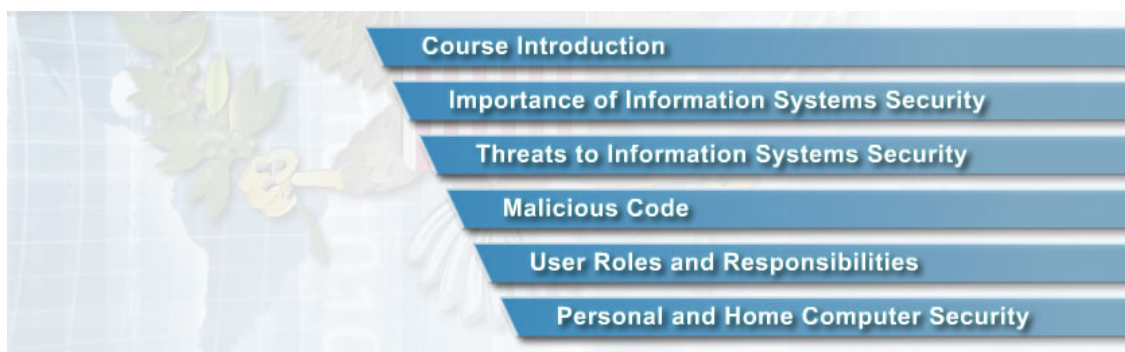 Course Introduction
Importance of Information Systems Security
Threats to Information Systems Security
Malicious Code
User Roles and Responsibilities
Personal and Home Computer Security